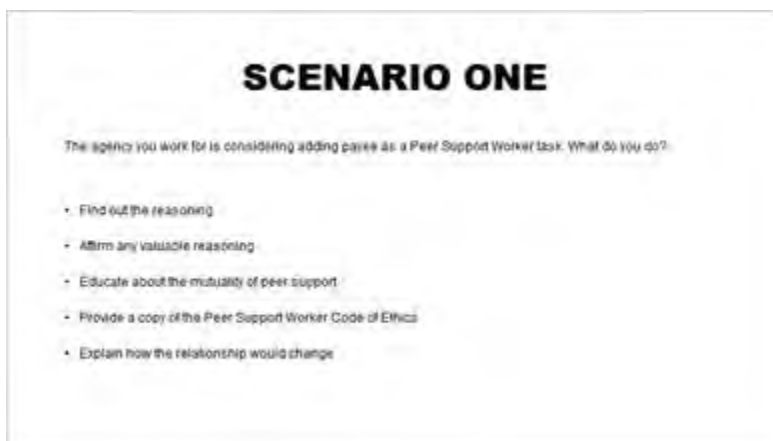 SCENARIO ONE
The agency you work for is considering adding payee as a Peer Support Worker task. What do you do?
• Find out the reasoning
• Affirm any valuable reasoning
• Educate about the mutuality of peer support
• Provide a copy of the Peer Support Worker Code of Ethics
• Explain how the relationship would change